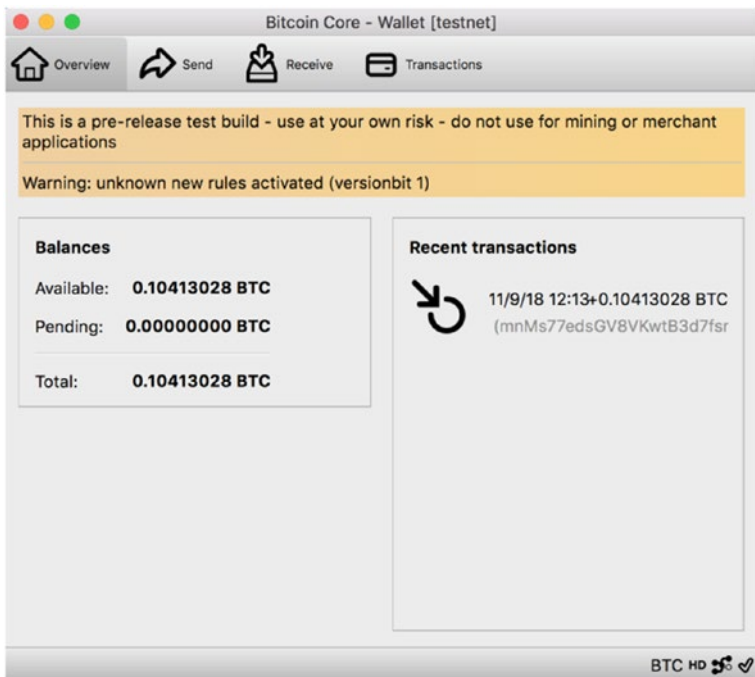 Bitcoin Core - Wallet [testnet]
Overview Send Receive Transactions
This is a pre-release test build - use at your own risk - do not use for mining or merchant
applications
Warning: unknown new rules activated (versionbit 1)
Balances
Available: 0.10413028 BTC
Pending: 0.00000000 BTC
Total: 0.10413028 BTC
Recent transactions
11/9/18 12:13+0.10413028 BTC
(mnMs77edsGV8VKwtB3d7fsr
BTC HD